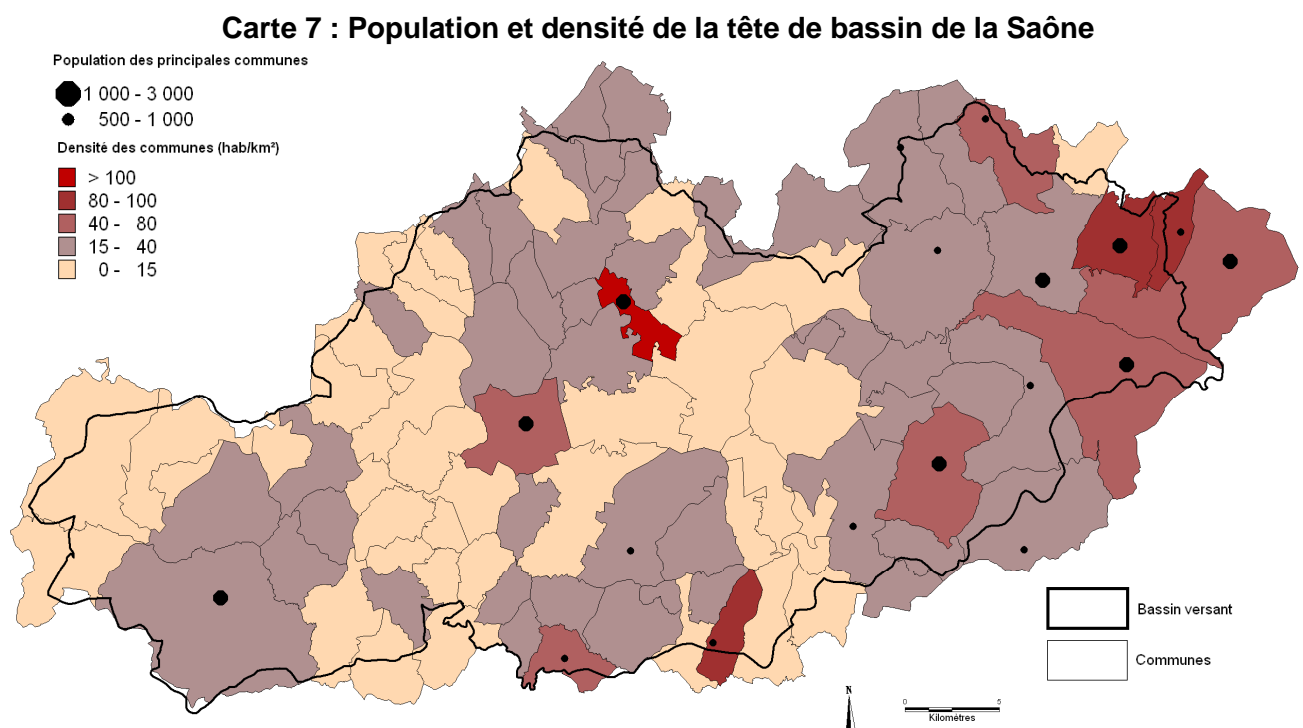 Carte 7 : Population et densité de la tête de bassin de la Saône
Population des principales communes
1 000 - 3 000
500 - 1 000
Densité des communes (hab/km²)
> 100
80 - 100
40 - 80
15 - 40
0 - 15
Bassin versant
Communes
N
0 5
Kilomètres